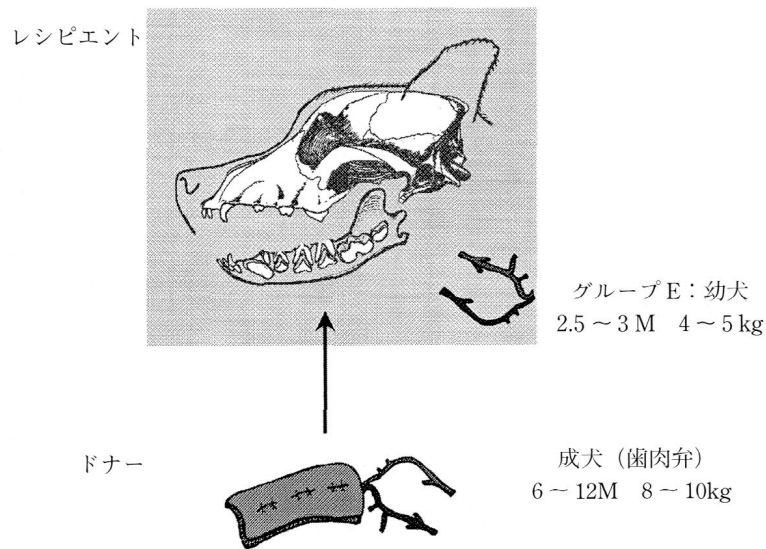 レシピエント
グループE：幼犬
2.5～3M　4～5kg
ドナー
成犬（歯肉弁）
6～12M　8～10kg